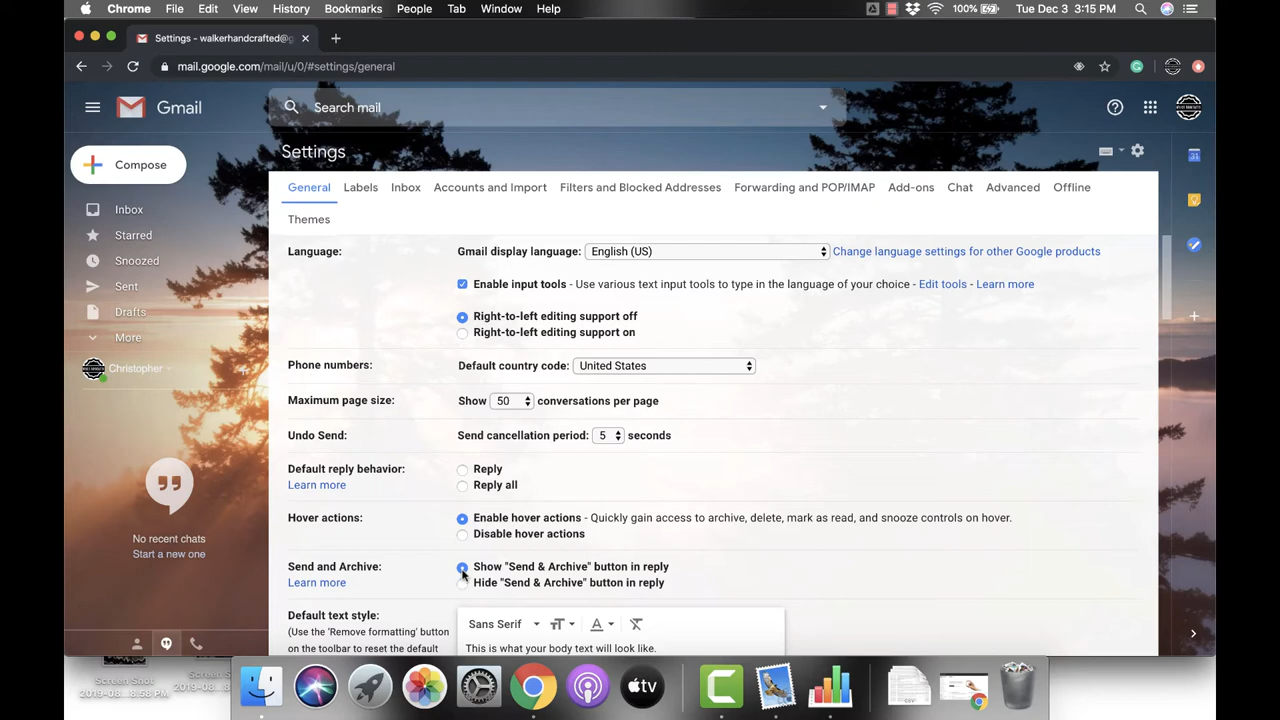 Chrome File Edit View History Bookmarks People Tab Window Help 100% Tue Dec 3 3:15 PM
Settings - walkerhandcrafted@g
mail.google.com/mail/u/0/#settings/general
Gmail
Search mail
Settings
Compose
Inbox
Starred
Snoozed
Sent
Drafts
More
Christopher
No recent chats
Start a new one
General Labels Inbox Accounts and Import Filters and Blocked Addresses Forwarding and POP/IMAP Add-ons Chat Advanced Offline
Themes
Language: Gmail display language: English (US) Change language settings for other Google products
Enable input tools - Use various text input tools to type in the language of your choice - Edit tools - Learn more
Right-to-left editing support off
Right-to-left editing support on
Phone numbers: Default country code: United States
Maximum page size: Show 50 conversations per page
Undo Send: Send cancellation period: 5 seconds
Default reply behavior: Reply
Learn more Reply all
Hover actions: Enable hover actions - Quickly gain access to archive, delete, mark as read, and snooze controls on hover.
Disable hover actions
Send and Archive: Show "Send & Archive" button in reply
Learn more Hide "Send & Archive" button in reply
Default text style: Sans Serif
(Use the 'Remove formatting' button
on the toolbar to reset the default This is what your body text will look like.
Screen Shot
2019-08...8.58 PM
tv